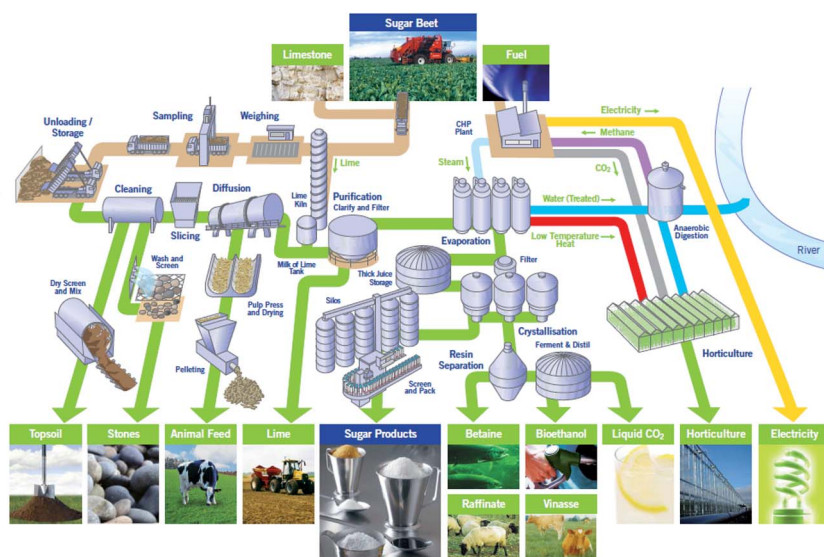 Sugar Beet
Limestone
Fuel
Electricity
Methane
CHP
Plant
CO2
Steam
Unloading /
Storage
Sampling
Weighing
Lime
Cleaning
Slicing
Diffusion
Lime
Kiln
Purification
Clarify and Filter
Milk of Lime
Tank
Evaporation
Water (Treated)
Low Temperature
Heat
Anaerobic
Digestion
River
Wash and
Screen
Dry Screen
and Mix
Pulp Press
and Drying
Pelleting
Thick Juice
Storage
Filter
Silos
Crystallisation
Ferment & Distil
Resin
Separation
Screen
and Pack
Horticulture
Topsoil
Stones
Animal Feed
Lime
Sugar Products
Betaine
Bioethanol
Liquid CO2
Horticulture
Electricity
Raffinate
Vinasse